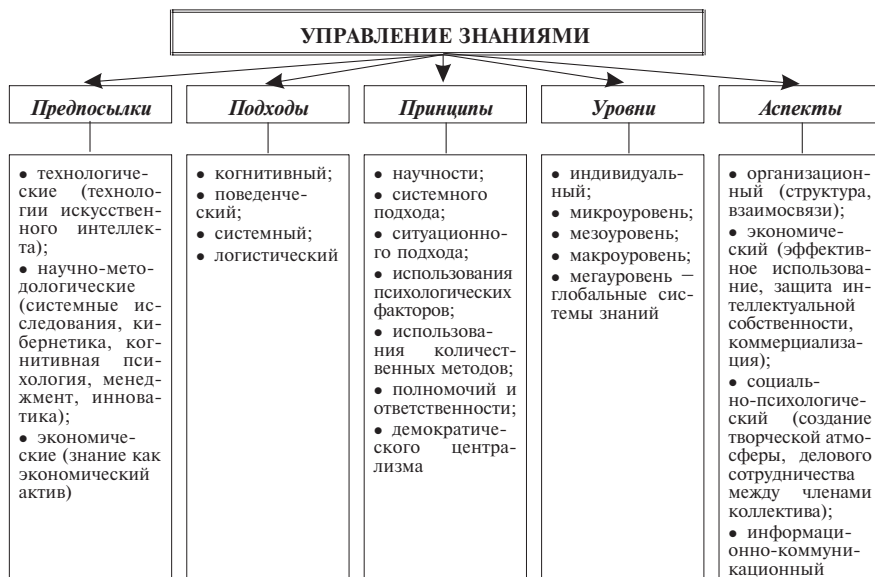 УПРАВЛЕНИЕ ЗНАНИЯМИ
Предпосылки
Подходы
Принципы
Уровни
Аспекты
• технологиче-
ские (техноло-
гии искусствен-
ного интеллек-
та);
• научно-мето-
дологические
(системные ис-
следования, ки-
бернетика, ког-
нитивная пси-
хология, менед-
жмент, иннова-
тика);
• экономиче-
ские (знание как
экономический
актив)
• когнитивный;
• поведенче-
ский;
• системный;
• логистический
• научности;
• системного
подхода;
• ситуационно-
го подхода;
• использования
психологических
факторов;
• использова-
ния количест-
венных методов;
• полномочий и
ответственности;
• демократиче-
ского центра-
лизма
• индивидуаль-
ный;
• микроуровень;
• мезоуровень;
• макроуровень;
• мегауровень —
глобальные сис-
темы знаний
• организацион-
ный (структура,
взаимосвязи);
• экономиче-
ский (эффектив-
ное использова-
ние, защита ин-
теллектуальной
собственности,
коммерциализа-
ция);
• социаль-
но-психологиче-
ский (создание
творческой атмо-
сферы, делового
сотрудничества
между членами
коллектива);
• информаци-
онно-коммуни-
кационный